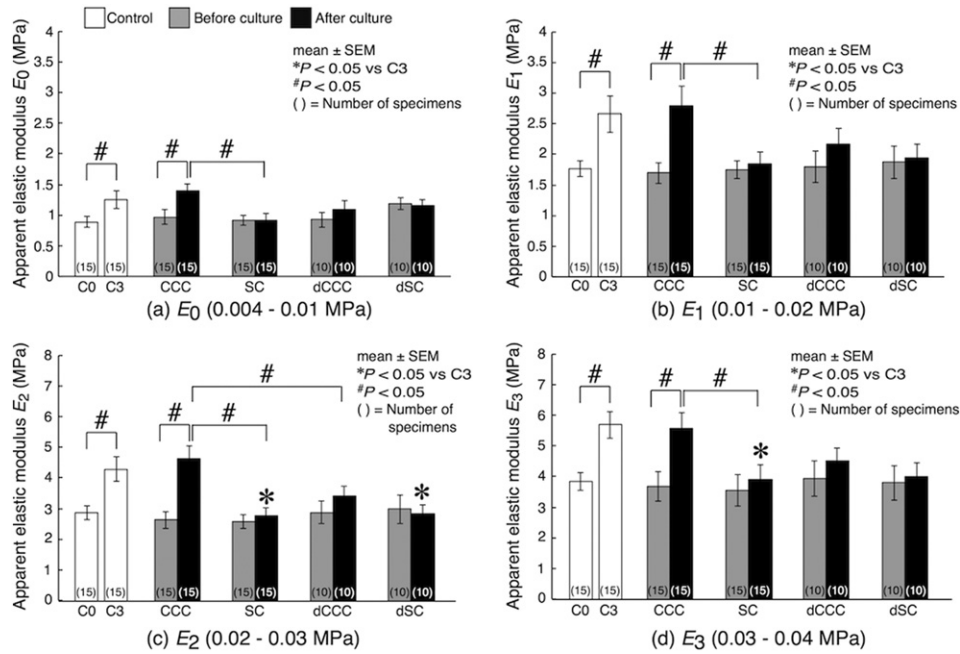 Control Before culture After culture
Apparent elastic modulus E0 (MPa)
4
3.5
3
2.5
2
1.5
1
0.5
0
mean ± SEM
*P < 0.05 vs C3
#P < 0.05
( ) = Number of specimens
# # #
(15) (15) (15) (15) (15) (15) (10) (10) (10) (10)
C0 C3 CCC SC dCCC dSC
(a) E0 (0.004 - 0.01 MPa)
Apparent elastic modulus E1 (MPa)
4
3.5
3
2.5
2
1.5
1
0.5
0
mean ± SEM
*P < 0.05 vs C3
#P < 0.05
( ) = Number of specimens
# # #
(15) (15) (15) (15) (15) (15) (10) (10) (10) (10)
C0 C3 CCC SC dCCC dSC
(b) E1 (0.01 - 0.02 MPa)
Apparent elastic modulus E2 (MPa)
8
7
6
5
4
3
2
1
0
mean ± SEM
*P < 0.05 vs C3
#P < 0.05
( ) = Number of
specimens
#
# # #
* *
(15) (15) (15) (15) (15) (15) (10) (10) (10) (10)
C0 C3 CCC SC dCCC dSC
(c) E2 (0.02 - 0.03 MPa)
Apparent elastic modulus E3 (MPa)
8
7
6
5
4
3
2
1
0
mean ± SEM
*P < 0.05 vs C3
#P < 0.05
( ) = Number of specimens
# # #
*
(15) (15) (15) (15) (15) (15) (10) (10) (10) (10)
C0 C3 CCC SC dCCC dSC
(d) E3 (0.03 - 0.04 MPa)